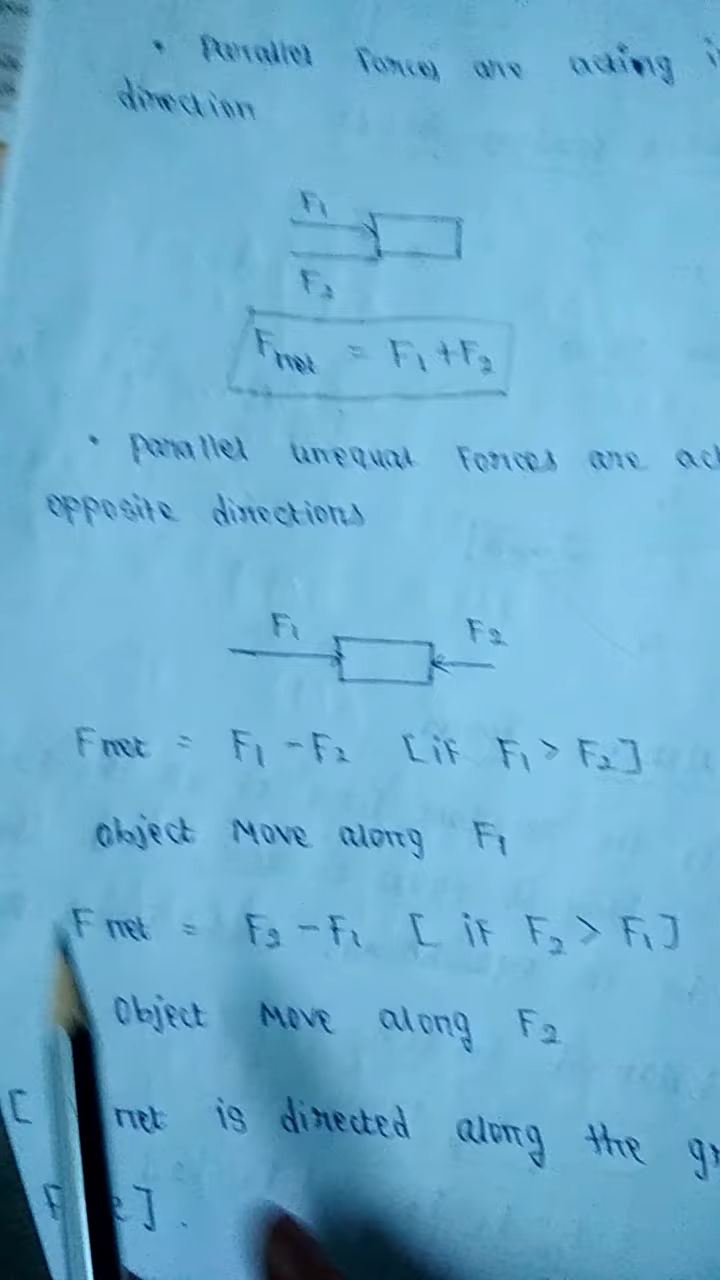 • Parallel Forces are acting
direction
F1
F2
Fnet = F1 + F2
• parallel unequal Forces are
opposite directions
F1 F2
Fnet = F1 - F2 [if F1 > F2]
Object Move along F1
Fnet = F2 - F1 [if F2 > F1]
Object Move along F2
[ net is directed along the